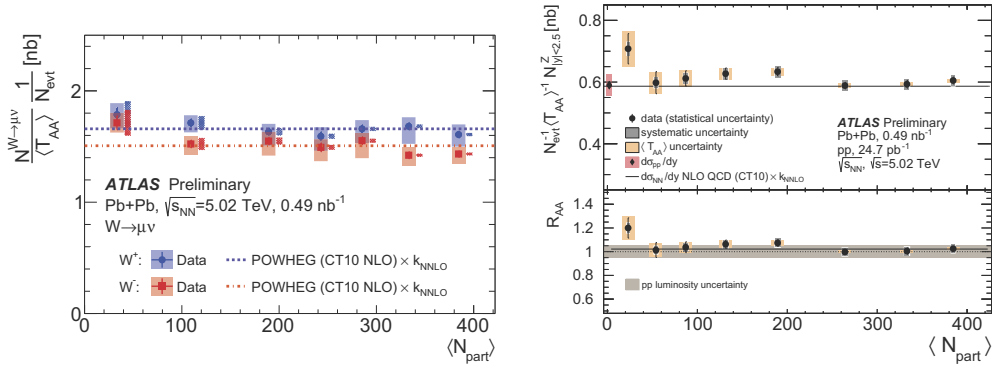 N^{W→μν} / ⟨T_AA⟩ 1 / N_evt [nb]
2
1
0
ATLAS Preliminary
Pb+Pb, √s_NN=5.02 TeV, 0.49 nb⁻¹
W→μν
W⁺: Data POWHEG (CT10 NLO) × k_NNLO
W⁻: Data POWHEG (CT10 NLO) × k_NNLO
0 100 200 300 400
⟨N_part⟩
N_evt⁻¹⟨T_AA⟩⁻¹ N^Z_|y|<2.5 [nb]
0.8
0.6
0.4
data (statistical uncertainty)
systematic uncertainty
⟨T_AA⟩ uncertainty
dσ_pp/dy
dσ_NN/dy NLO QCD (CT10) × k_NNLO
ATLAS Preliminary
Pb+Pb, 0.49 nb⁻¹
pp, 24.7 pb⁻¹
√s_NN, √s=5.02 TeV
R_AA
1.4
1.2
1
0.8
0.6
pp luminosity uncertainty
0 100 200 300 400
⟨ N_part ⟩